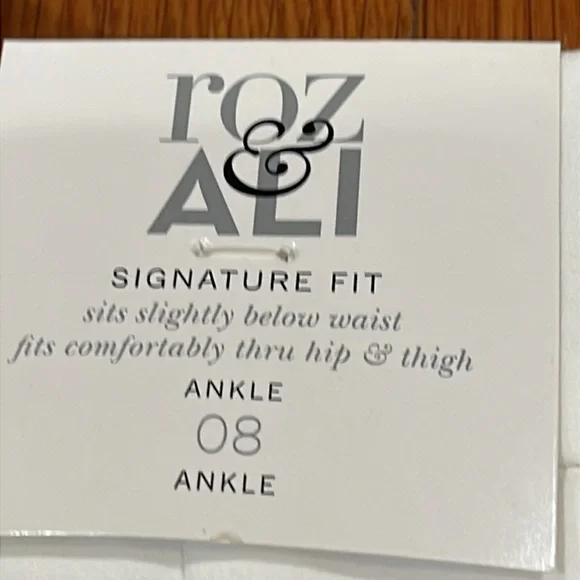 roz
&
ALI
SIGNATURE FIT
sits slightly below waist
fits comfortably thru hip & thigh
ANKLE
08
ANKLE